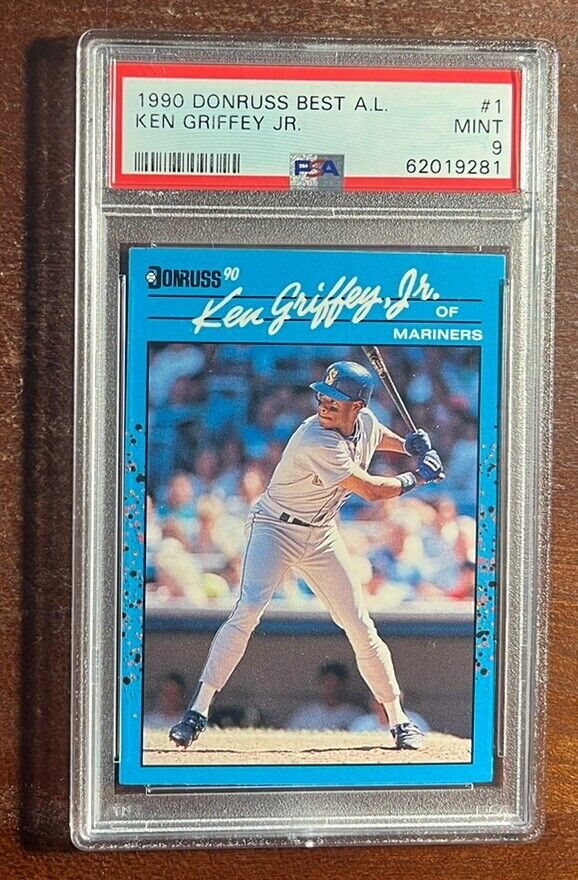 1990 DONRUSS BEST A.L. #1
KEN GRIFFEY JR. MINT
9
PSA 62019281
DONRUSS 90
Ken Griffey, Jr. OF
MARINERS
S